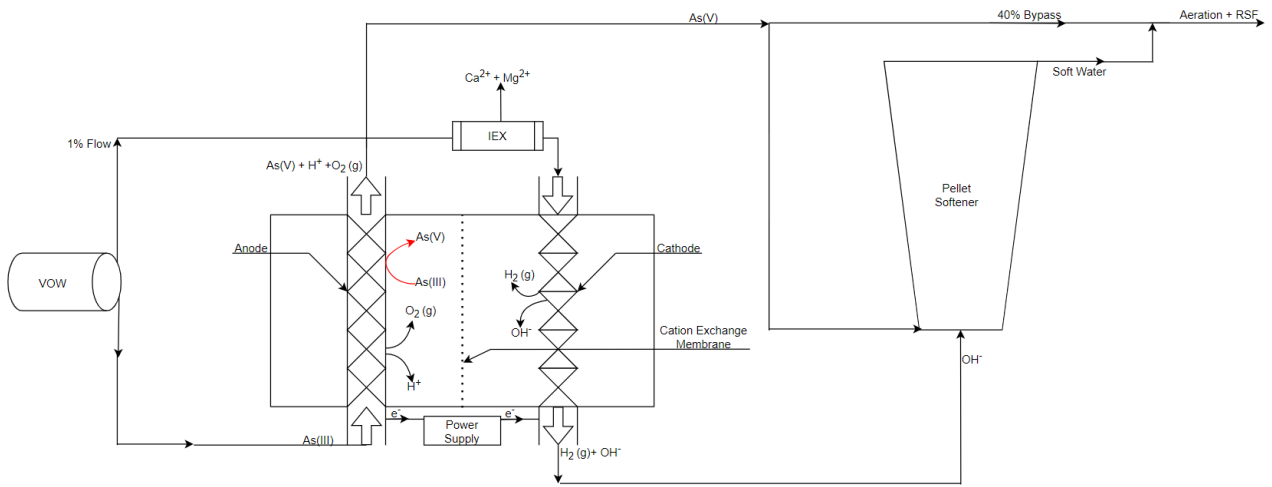 As(V)
40% Bypass
Aeration + RSF
Soft Water
Ca2+ + Mg2+
IEX
1% Flow
As(V) + H+ +O2 (g)
Pellet
Softener
As(V)
Anode
Cathode
As(III)
H2 (g)
VOW
O2 (g)
OH-
Cation Exchange
Membrane
H+
OH-
e-
e-
Power
Supply
As(III)
H2 (g)+ OH-